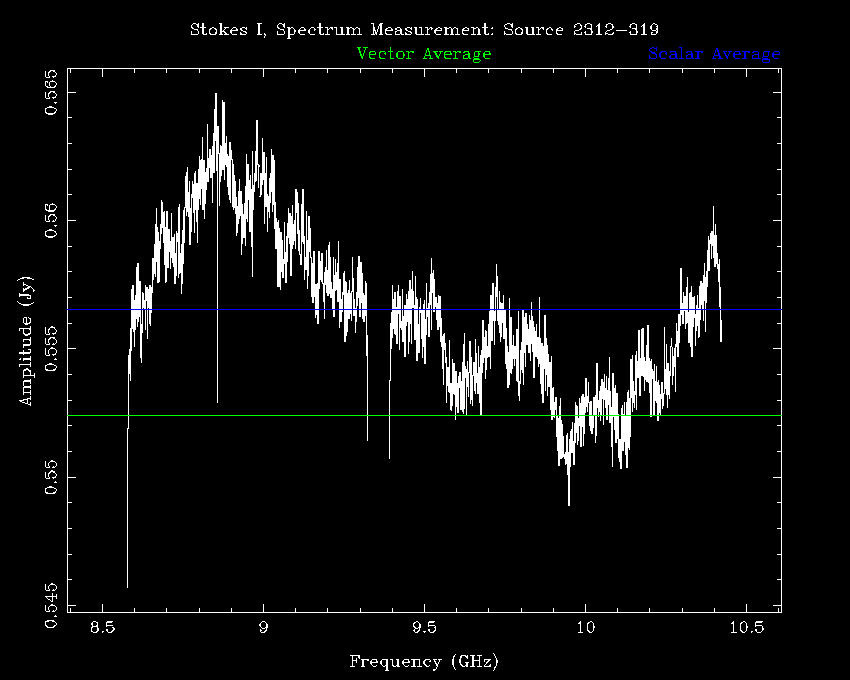 Stokes I, Spectrum Measurement: Source 2312−319
Vector Average Scalar Average
0.565
0.56
0.555
0.55
0.545
Amplitude (Jy)
8.5 9 9.5 10 10.5
Frequency (GHz)